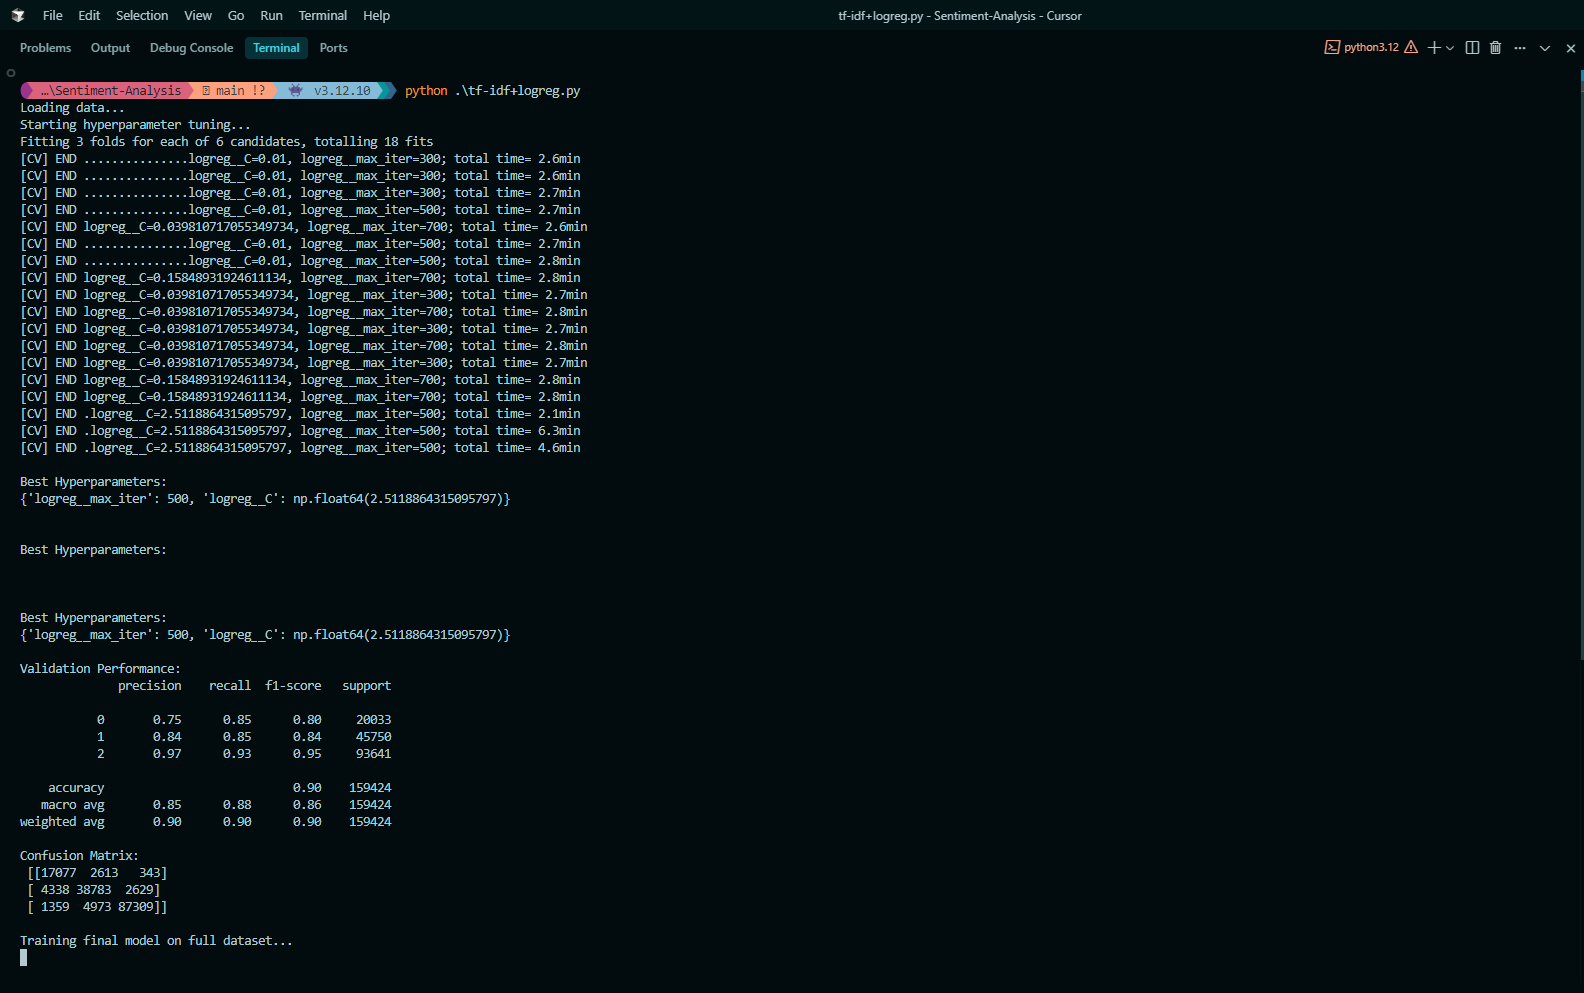 File Edit Selection View Go Run Terminal Help
tf-idf+logreg.py - Sentiment-Analysis - Cursor
Problems Output Debug Console Terminal Ports
python3.12
…\Sentiment-Analysis main !? v3.12.10 python .\tf-idf+logreg.py
Loading data...
Starting hyperparameter tuning...
Fitting 3 folds for each of 6 candidates, totalling 18 fits
[CV] END ...............logreg__C=0.01, logreg__max_iter=300; total time= 2.6min
[CV] END ...............logreg__C=0.01, logreg__max_iter=300; total time= 2.6min
[CV] END ...............logreg__C=0.01, logreg__max_iter=300; total time= 2.7min
[CV] END ...............logreg__C=0.01, logreg__max_iter=500; total time= 2.7min
[CV] END logreg__C=0.039810717055349734, logreg__max_iter=700; total time= 2.6min
[CV] END ...............logreg__C=0.01, logreg__max_iter=500; total time= 2.7min
[CV] END ...............logreg__C=0.01, logreg__max_iter=500; total time= 2.8min
[CV] END logreg__C=0.15848931924611134, logreg__max_iter=700; total time= 2.8min
[CV] END logreg__C=0.039810717055349734, logreg__max_iter=300; total time= 2.7min
[CV] END logreg__C=0.039810717055349734, logreg__max_iter=700; total time= 2.8min
[CV] END logreg__C=0.039810717055349734, logreg__max_iter=300; total time= 2.7min
[CV] END logreg__C=0.039810717055349734, logreg__max_iter=700; total time= 2.8min
[CV] END logreg__C=0.039810717055349734, logreg__max_iter=300; total time= 2.7min
[CV] END logreg__C=0.15848931924611134, logreg__max_iter=700; total time= 2.8min
[CV] END logreg__C=0.15848931924611134, logreg__max_iter=700; total time= 2.8min
[CV] END .logreg__C=2.5118864315095797, logreg__max_iter=500; total time= 2.1min
[CV] END .logreg__C=2.5118864315095797, logreg__max_iter=500; total time= 6.3min
[CV] END .logreg__C=2.5118864315095797, logreg__max_iter=500; total time= 4.6min
Best Hyperparameters:
{'logreg__max_iter': 500, 'logreg__C': np.float64(2.5118864315095797)}
Best Hyperparameters:
Best Hyperparameters:
{'logreg__max_iter': 500, 'logreg__C': np.float64(2.5118864315095797)}
Validation Performance:
precision recall f1-score support
0 0.75 0.85 0.80 20033
1 0.84 0.85 0.84 45750
2 0.97 0.93 0.95 93641
accuracy 0.90 159424
macro avg 0.85 0.88 0.86 159424
weighted avg 0.90 0.90 0.90 159424
Confusion Matrix:
[[17077 2613 343]
[ 4338 38783 2629]
[ 1359 4973 87309]]
Training final model on full dataset...